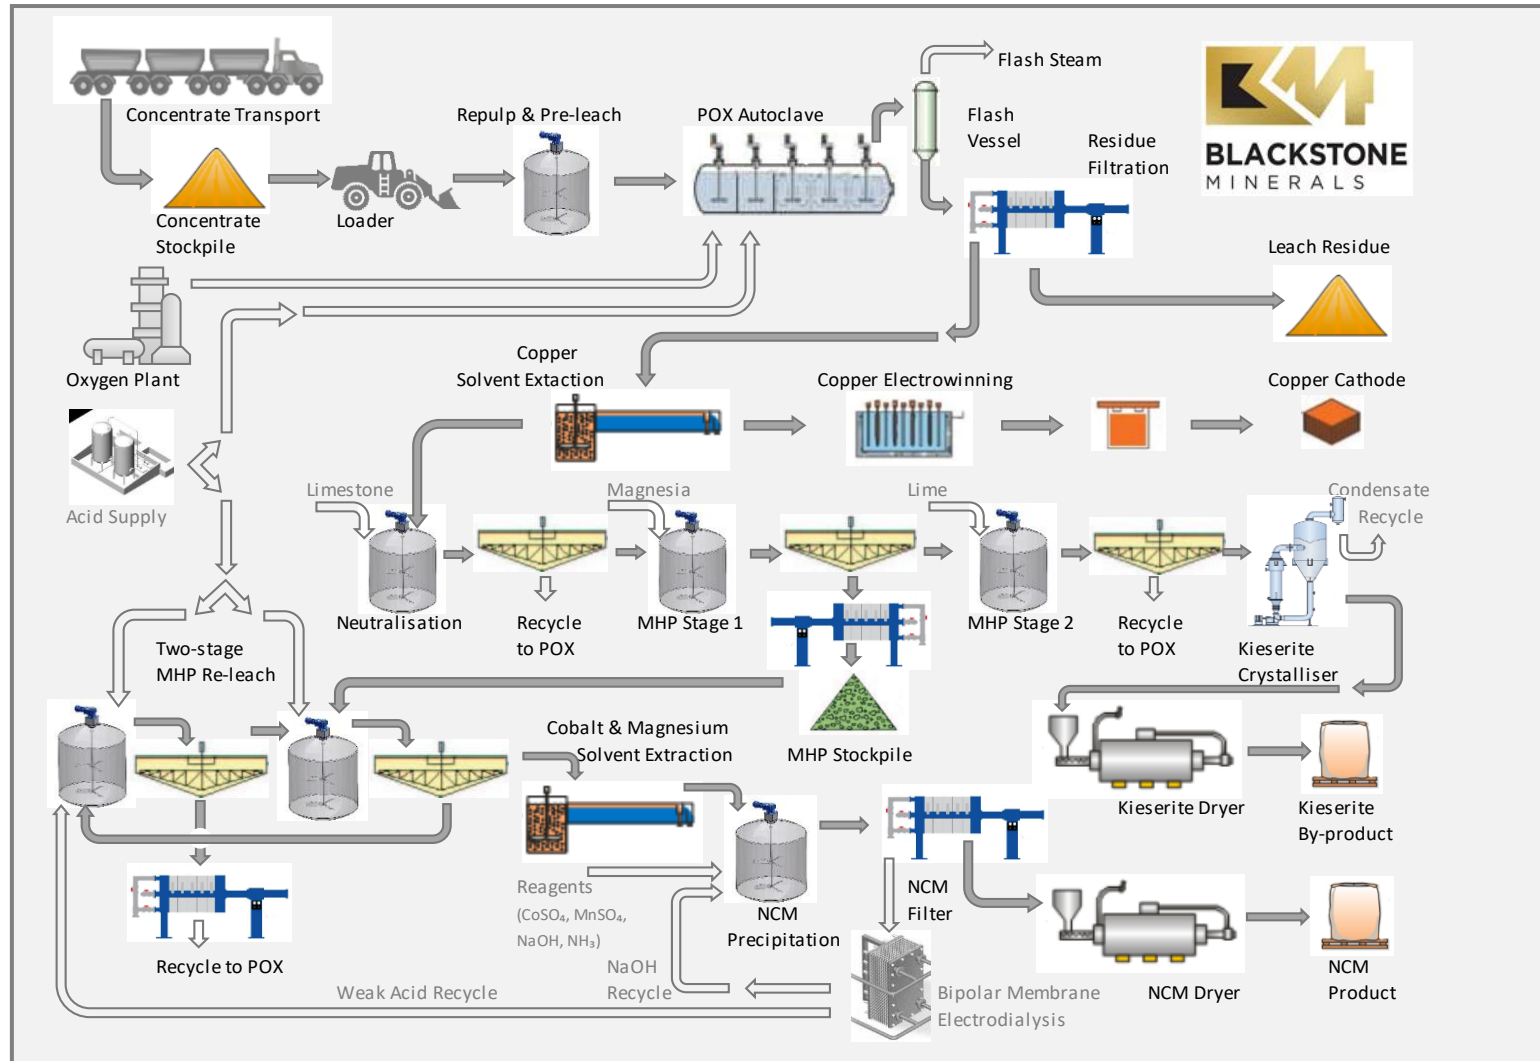 Flash Steam
Concentrate Transport
Repulp & Pre-leach
POX Autoclave
Flash
Vessel
Residue
Filtration
BLACKSTONE
MINERALS
Concentrate
Stockpile
Loader
Leach Residue
Oxygen Plant
Copper
Solvent Extaction
Copper Electrowinning
Copper Cathode
Acid Supply
Limestone
Magnesia
Lime
Condensate
Recycle
Neutralisation
Recycle
to POX
MHP Stage 1
MHP Stage 2
Recycle
to POX
Kieserite
Crystalliser
Two-stage
MHP Re-leach
Cobalt & Magnesium
Solvent Extraction
MHP Stockpile
Kieserite Dryer
Kieserite
By-product
Reagents
(CoSO₄, MnSO₄,
NaOH, NH₃)
NCM
Precipitation
NCM
Filter
Recycle to POX
NaOH
Recycle
Weak Acid Recycle
Bipolar Membrane
Electrodialysis
NCM Dryer
NCM
Product